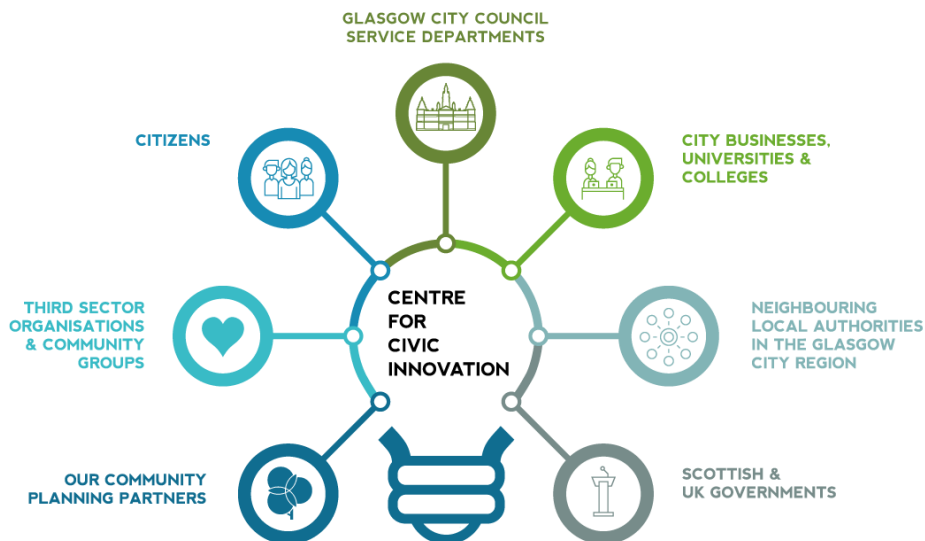 GLASGOW CITY COUNCIL
SERVICE DEPARTMENTS
CITIZENS
CITY BUSINESSES,
UNIVERSITIES &
COLLEGES
CENTRE
FOR
CIVIC
INNOVATION
THIRD SECTOR
ORGANISATIONS
& COMMUNITY
GROUPS
NEIGHBOURING
LOCAL AUTHORITIES
IN THE GLASGOW
CITY REGION
OUR COMMUNITY
PLANNING PARTNERS
SCOTTISH &
UK GOVERNMENTS